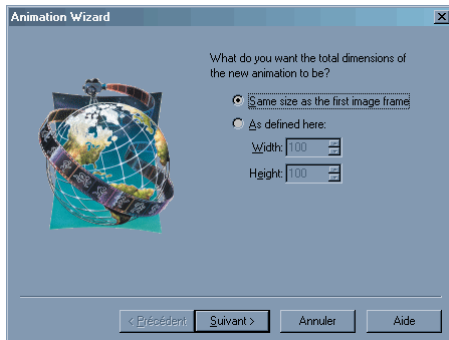 Animation Wizard
What do you want the total dimensions of
the new animation to be?
Same size as the first image frame
As defined here:
Width: 100
Height: 100
< Précédent Suivant > Annuler Aide